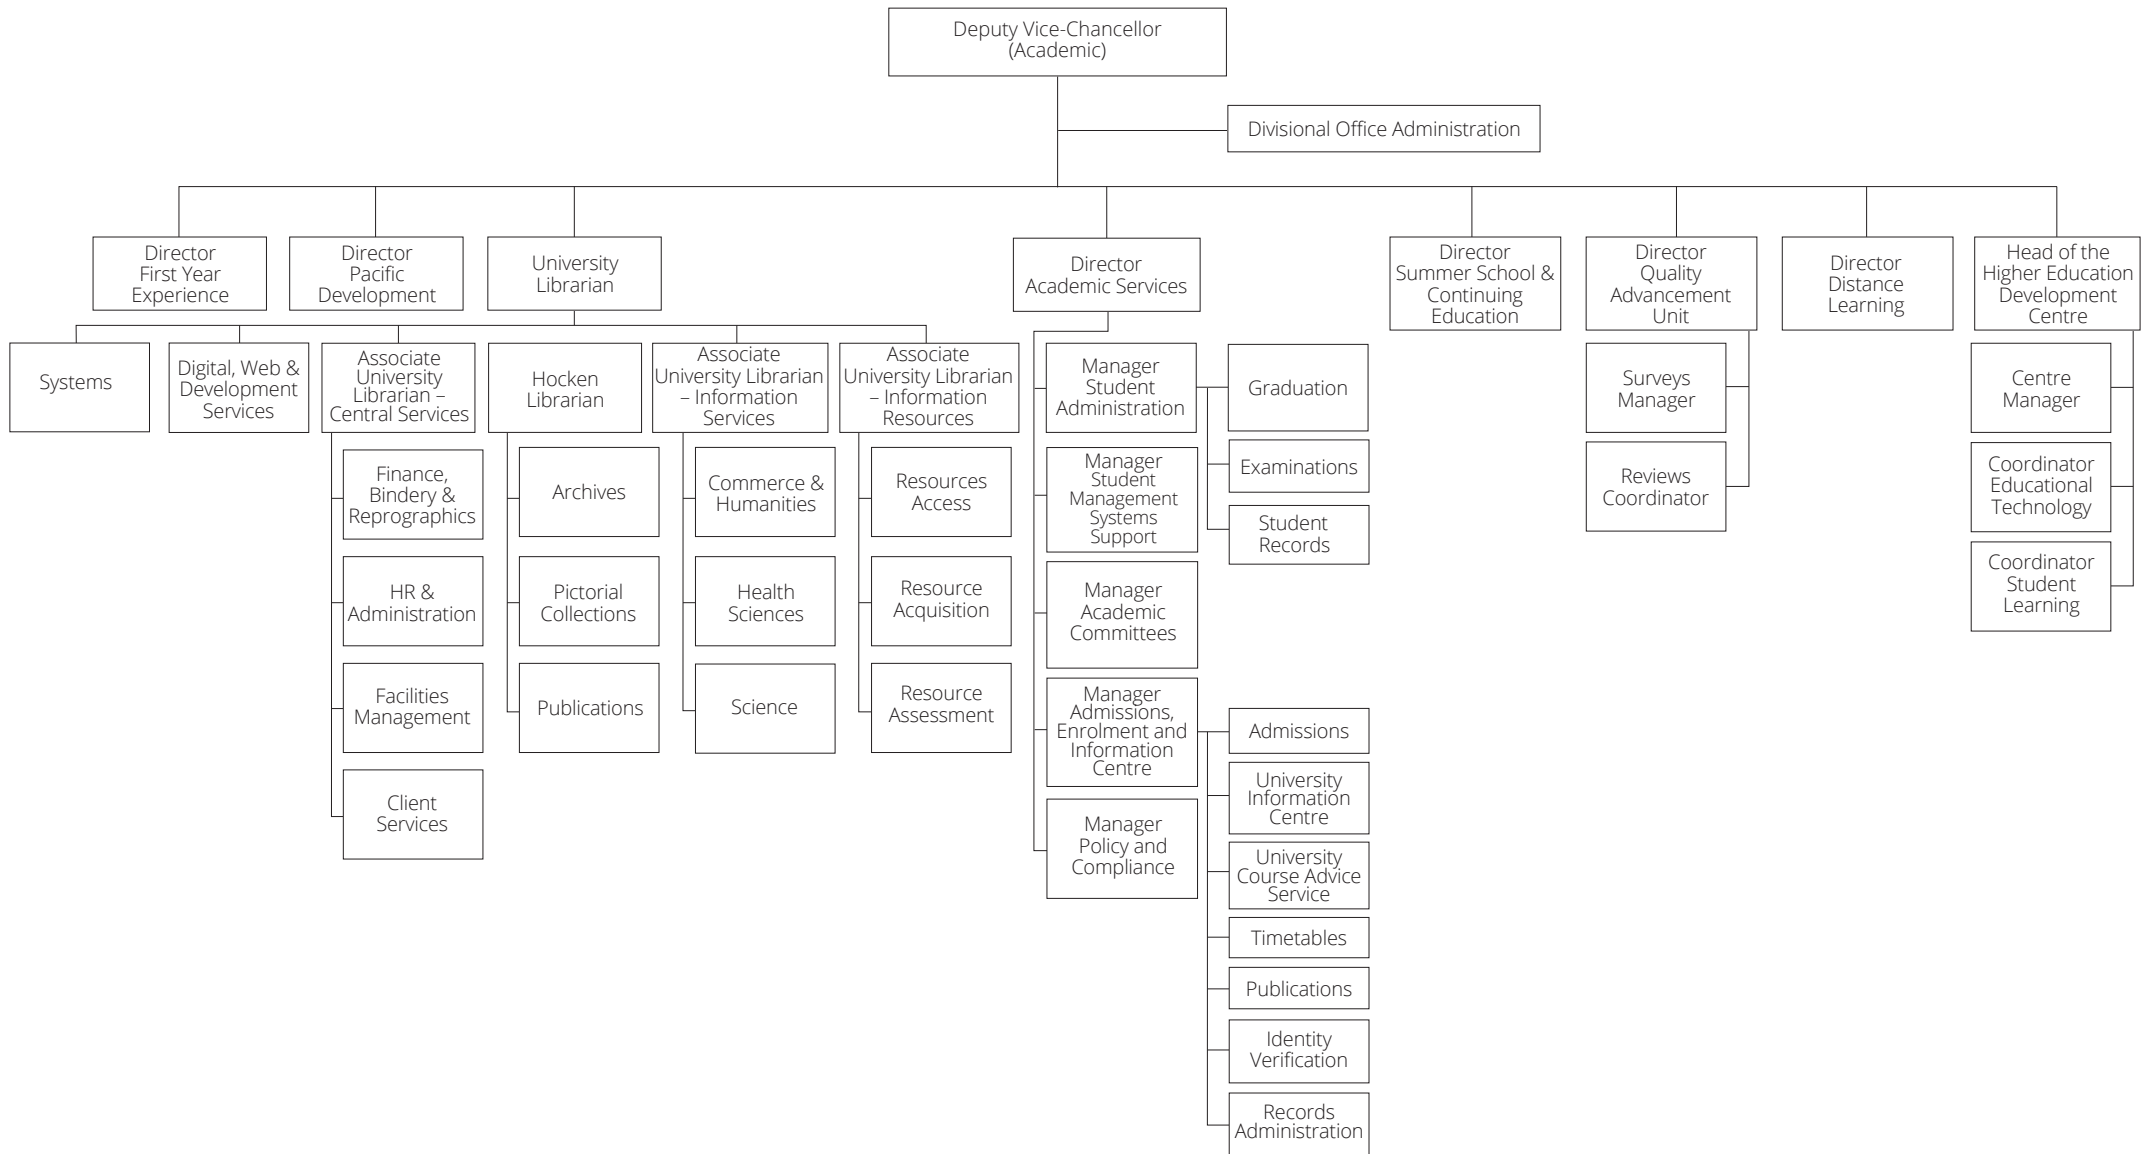 Deputy Vice-Chancellor
(Academic)
Divisional Office Administration
Director
First Year
Experience
Director
Pacific
Development
University
Librarian
Director
Academic Services
Director
Summer School &
Continuing
Education
Director
Quality
Advancement
Unit
Director
Distance
Learning
Head of the
Higher Education
Development
Centre
Systems
Digital, Web &
Development
Services
Associate
University
Librarian –
Central Services
Finance,
Bindery &
Reprographics
HR &
Administration
Facilities
Management
Client
Services
Hocken
Librarian
Archives
Pictorial
Collections
Publications
Associate
University Librarian
– Information
Services
Commerce &
Humanities
Health
Sciences
Science
Associate
University Librarian
– Information
Resources
Resources
Access
Resource
Acquisition
Resource
Assessment
Manager
Student
Administration
Graduation
Examinations
Student
Records
Manager
Student
Management
Systems
Support
Manager
Academic
Committees
Manager
Admissions,
Enrolment and
Information
Centre
Admissions
University
Information
Centre
University
Course Advice
Service
Timetables
Publications
Identity
Verification
Records
Administration
Manager
Policy and
Compliance
Surveys
Manager
Reviews
Coordinator
Centre
Manager
Coordinator
Educational
Technology
Coordinator
Student
Learning